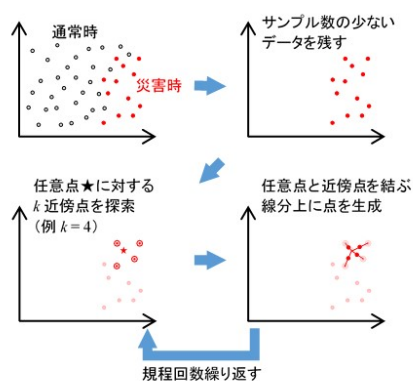 通常時
災害時
サンプル数の少ない
データを残す
任意点★に対する
k 近傍点を探索
（例 k = 4）
任意点と近傍点を結ぶ
線分上に点を生成
規程回数繰り返す